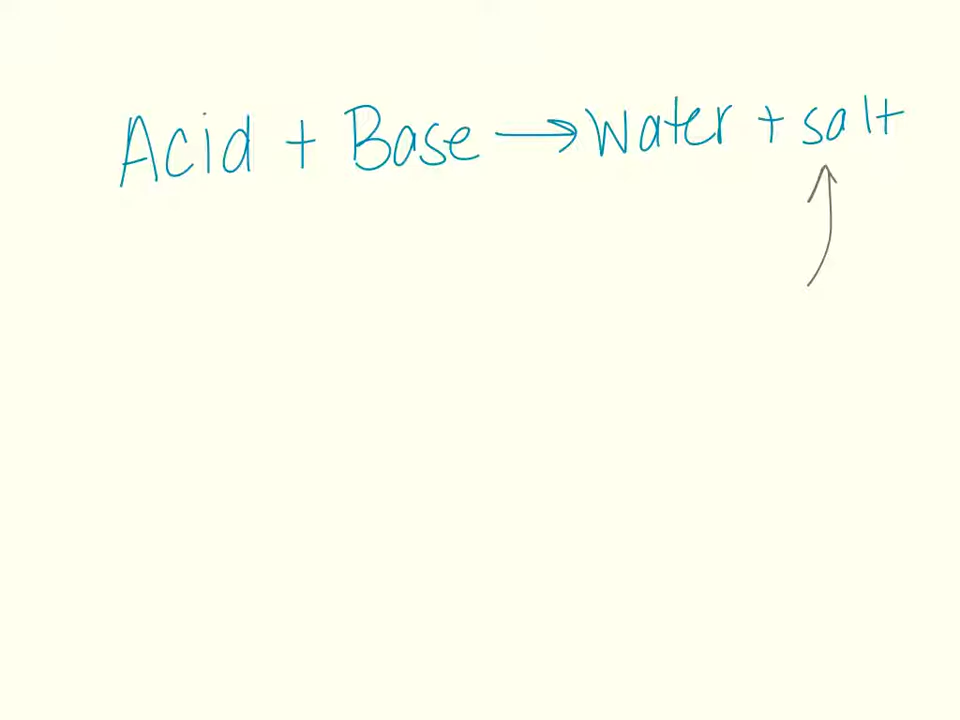 Acid + Base → Water + salt